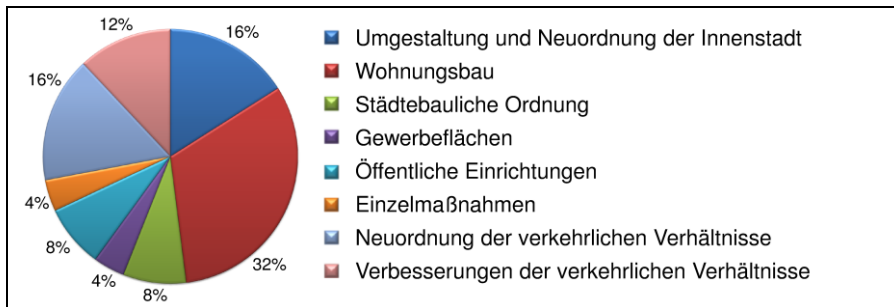 12%
16%
16%
4%
8%
4%
8%
32%
Umgestaltung und Neuordnung der Innenstadt
Wohnungsbau
Städtebauliche Ordnung
Gewerbeflächen
Öffentliche Einrichtungen
Einzelmaßnahmen
Neuordnung der verkehrlichen Verhältnisse
Verbesserungen der verkehrlichen Verhältnisse